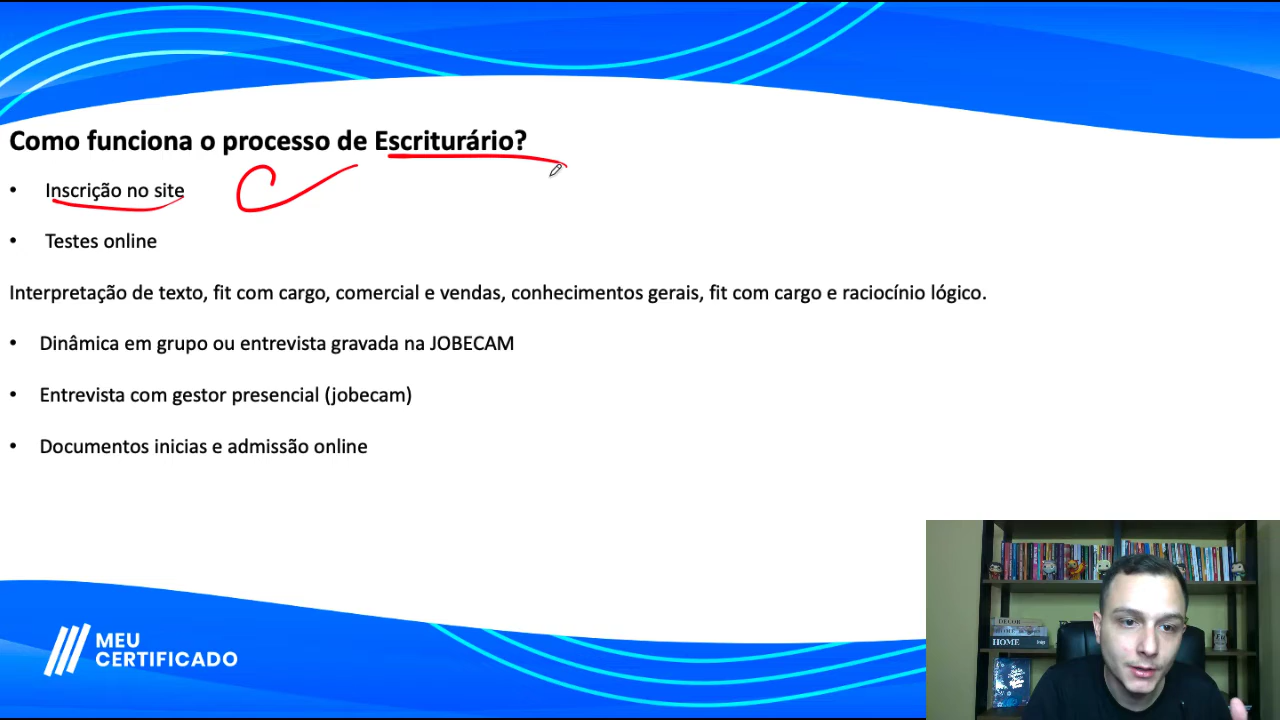 Como funciona o processo de Escriturário?
• Inscrição no site
• Testes online
Interpretação de texto, fit com cargo, comercial e vendas, conhecimentos gerais, fit com cargo e raciocínio lógico.
• Dinâmica em grupo ou entrevista gravada na JOBECAM
• Entrevista com gestor presencial (jobecam)
• Documentos inicias e admissão online
DECOR
HOME
MEU
CERTIFICADO